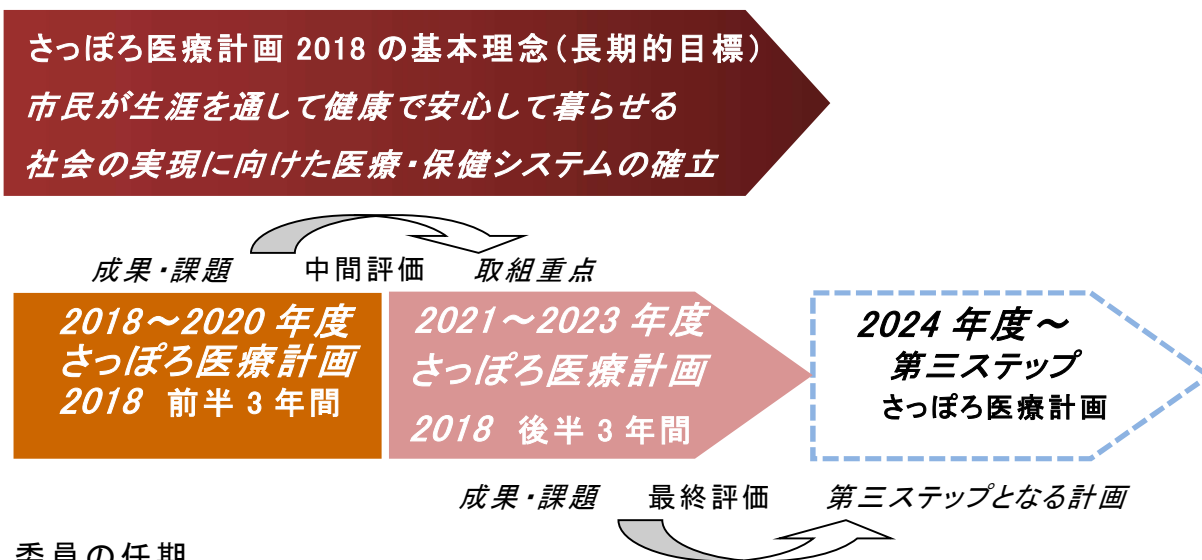 さっぽろ医療計画 2018 の基本理念(長期的目標)
市民が生涯を通して健康で安心して暮らせる
社会の実現に向けた医療・保健システムの確立
成果・課題 中間評価 取組重点
2018～2020 年度
さっぽろ医療計画
2018 前半 3 年間
2021～2023 年度
さっぽろ医療計画
2018 後半 3 年間
2024 年度～
第三ステップ
さっぽろ医療計画
成果・課題 最終評価 第三ステップとなる計画
委員の任期